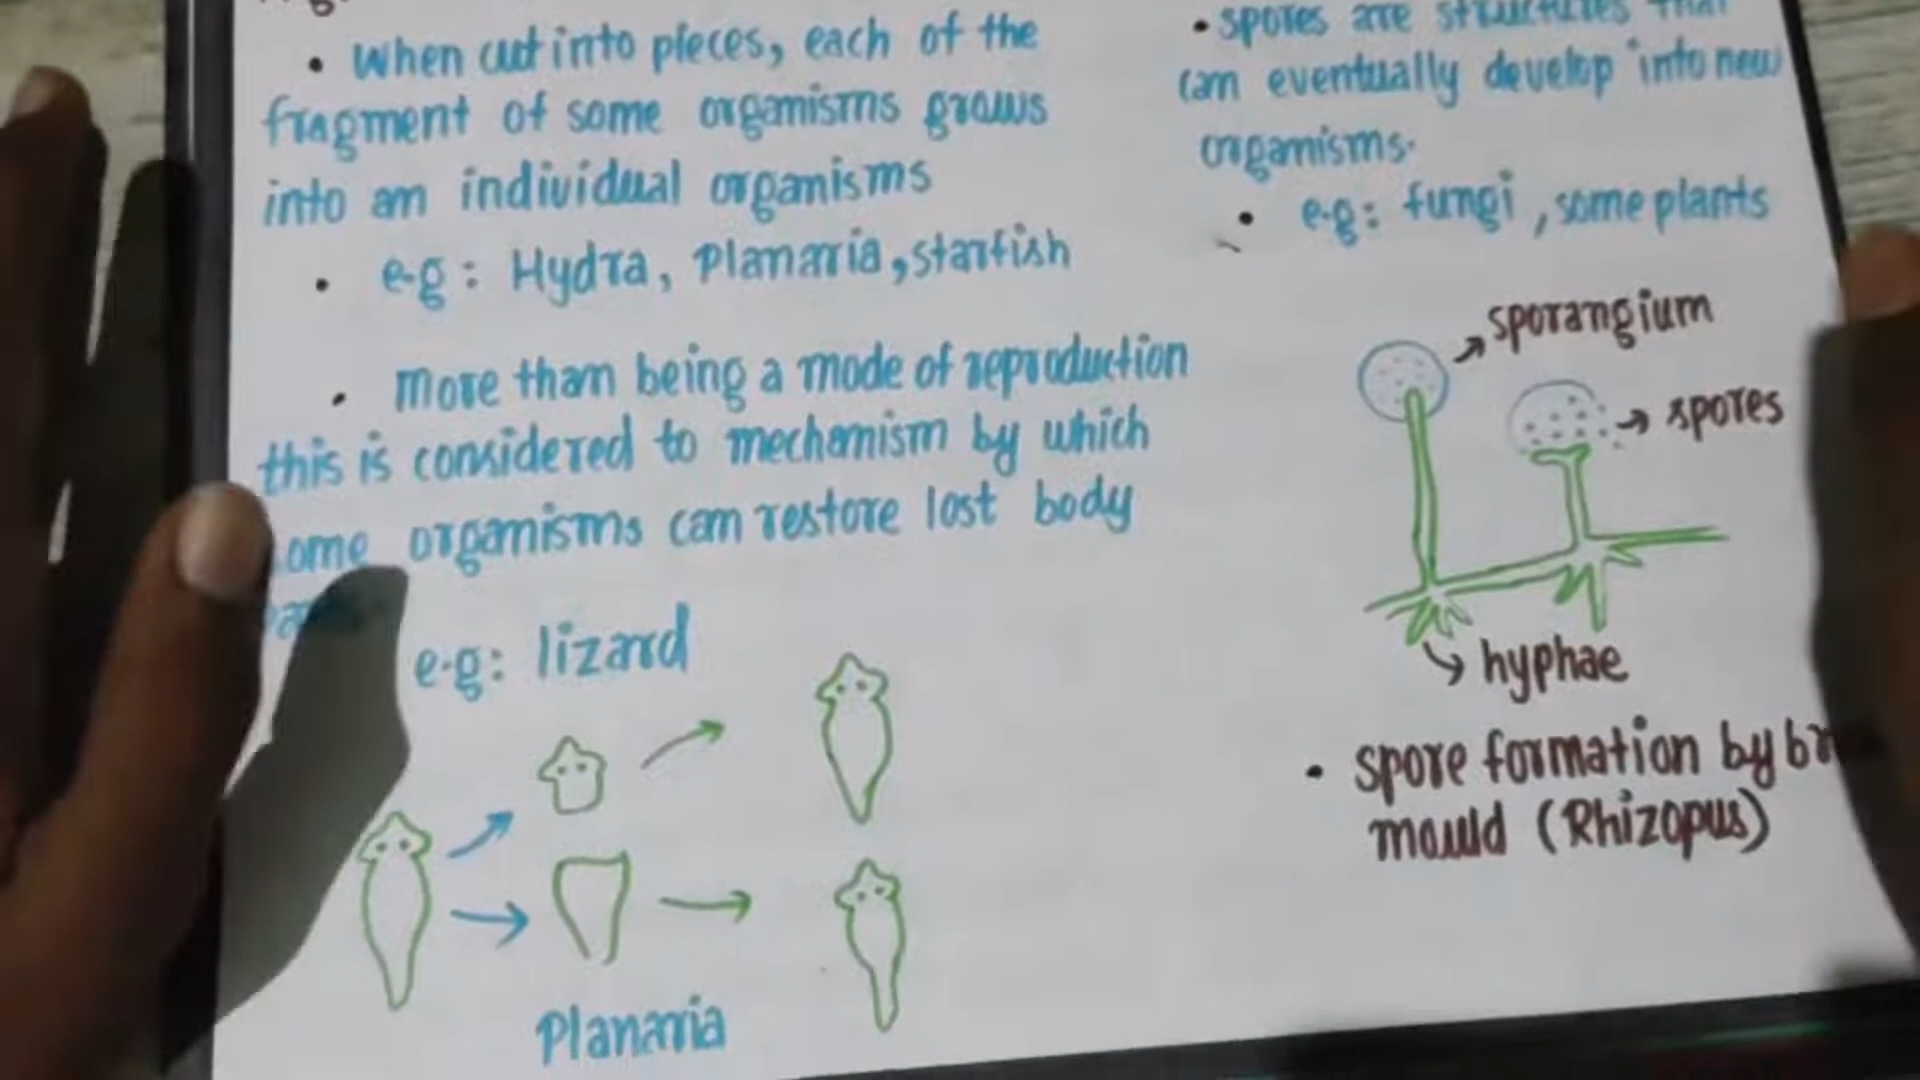 • When cut into pieces, each of the
fragment of some organisms grows
into an individual organisms
• e-g: Hydra, Planaria, starfish
• More than being a mode of reproduction
this is considered to mechanism by which
organisms can restore lost body
e-g: lizard
Planaria
• spores are structures that
can eventually develop into new
organisms.
• e-g: fungi, some plants
→ sporangium
→ spores
↳ hyphae
• spore formation by
mould (Rhizopus)